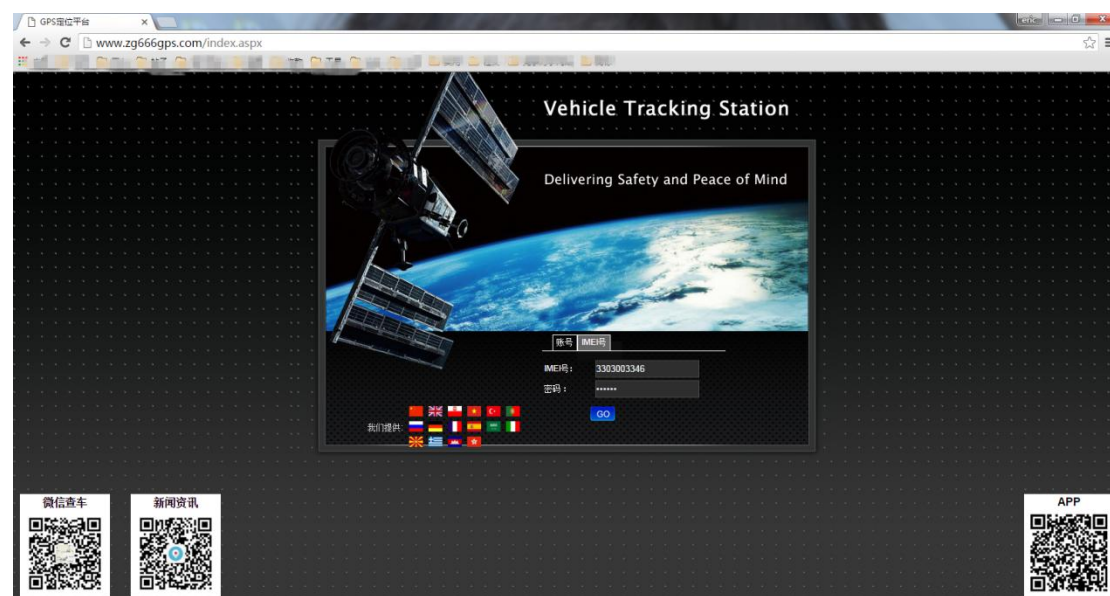 GPS定位平台
eric
www.zg666gps.com/index.aspx
Vehicle Tracking Station
Delivering Safety and Peace of Mind
账号 IMEI号
IMEI号： 3303003346
密码： ••••••
GO
我们提供:
微信查车
新闻资讯
APP